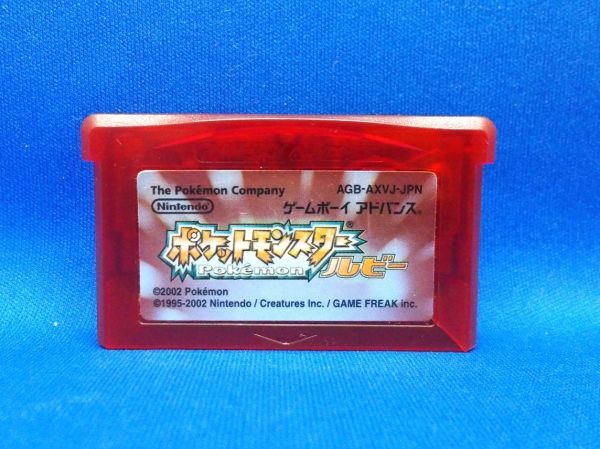 The Pokémon Company AGB-AXVJ-JPN
Nintendo® ゲームボーイ アドバンス®
ポケットモンスター®
Pokémon ルビー
©2002 Pokémon
©1995-2002 Nintendo / Creatures Inc. / GAME FREAK inc.